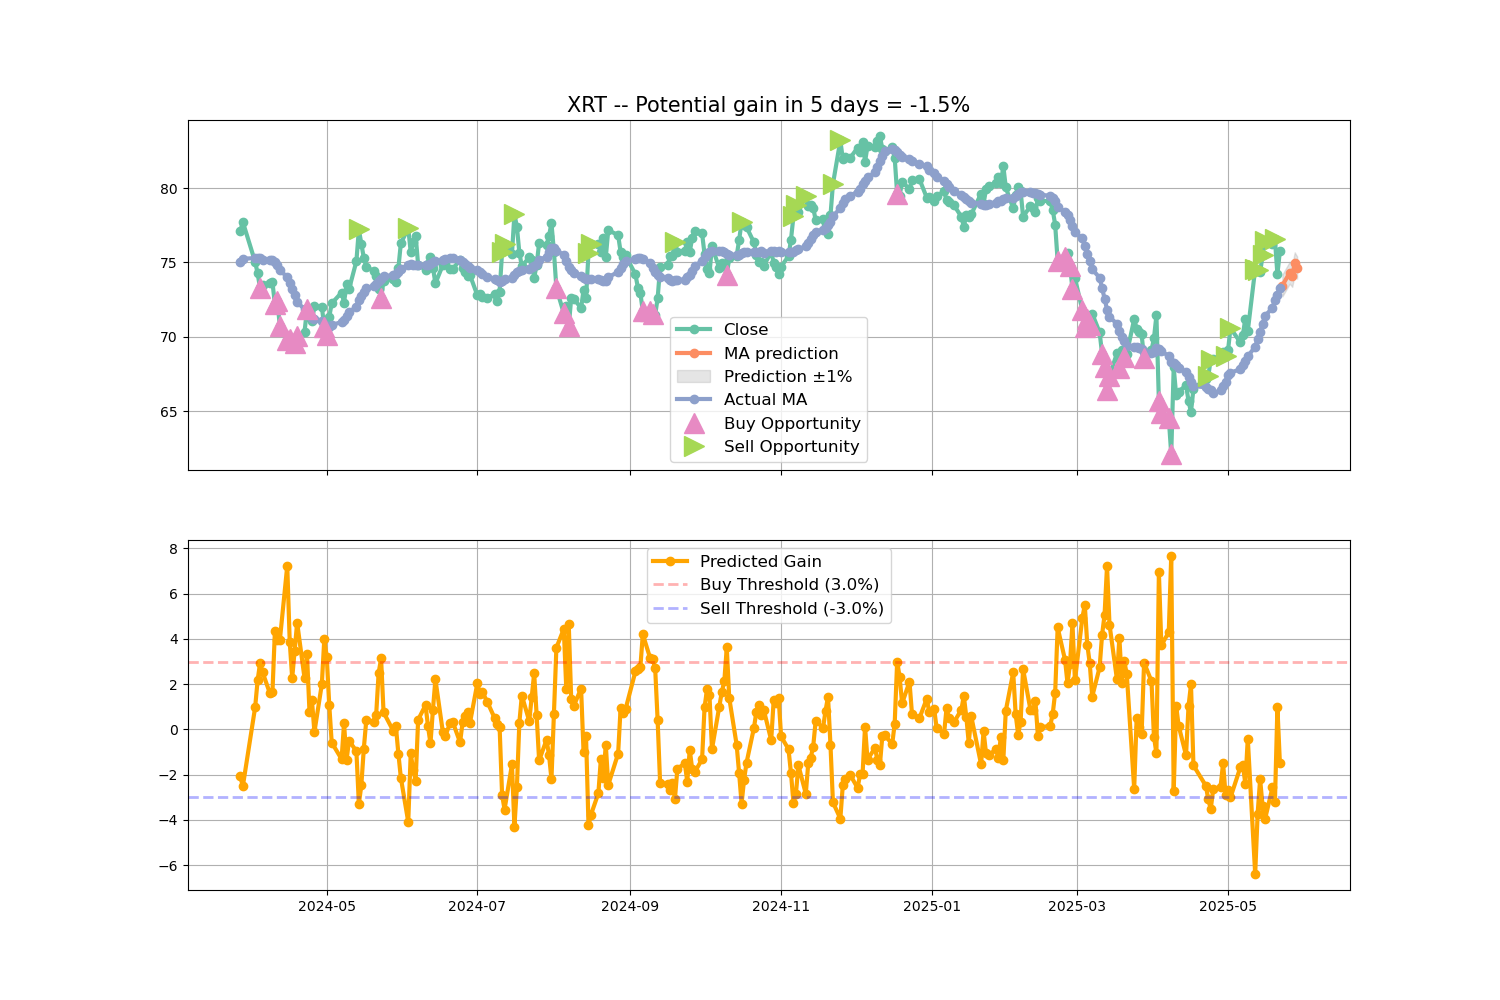 XRT -- Potential gain in 5 days = -1.5%
80
75
70
65
Close
MA prediction
Prediction ±1%
Actual MA
Buy Opportunity
Sell Opportunity
8
6
4
2
0
−2
−4
−6
Predicted Gain
Buy Threshold (3.0%)
Sell Threshold (-3.0%)
2024-05 2024-07 2024-09 2024-11 2025-01 2025-03 2025-05